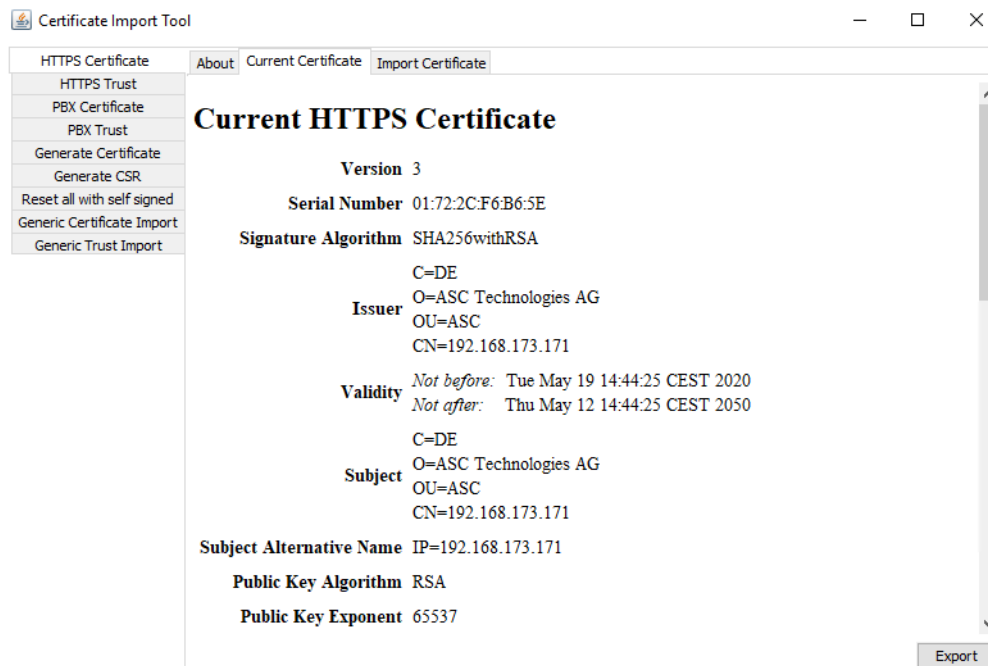 Certificate Import Tool
HTTPS Certificate
HTTPS Trust
PBX Certificate
PBX Trust
Generate Certificate
Generate CSR
Reset all with self signed
Generic Certificate Import
Generic Trust Import
About Current Certificate Import Certificate
Current HTTPS Certificate
Version 3
Serial Number 01:72:2C:F6:B6:5E
Signature Algorithm SHA256withRSA
Issuer
C=DE
O=ASC Technologies AG
OU=ASC
CN=192.168.173.171
Validity
Not before: Tue May 19 14:44:25 CEST 2020
Not after: Thu May 12 14:44:25 CEST 2050
Subject
C=DE
O=ASC Technologies AG
OU=ASC
CN=192.168.173.171
Subject Alternative Name IP=192.168.173.171
Public Key Algorithm RSA
Public Key Exponent 65537
Export